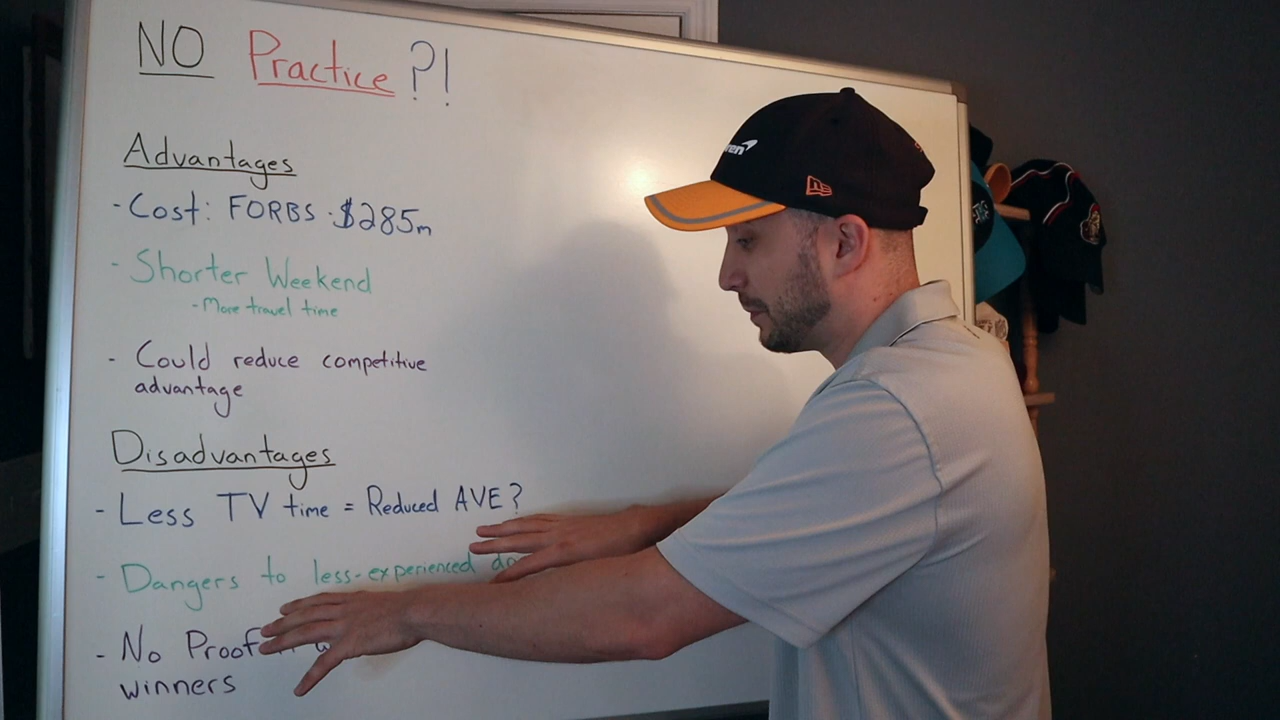 NO Practice?!
Advantages
- Cost: FORBS - $285m
- Shorter Weekend
- More travel time
- Could reduce competitive
advantage
Disadvantages
- Less TV time = Reduced AVE?
- Dangers to less-experienced
- No Proof
winners